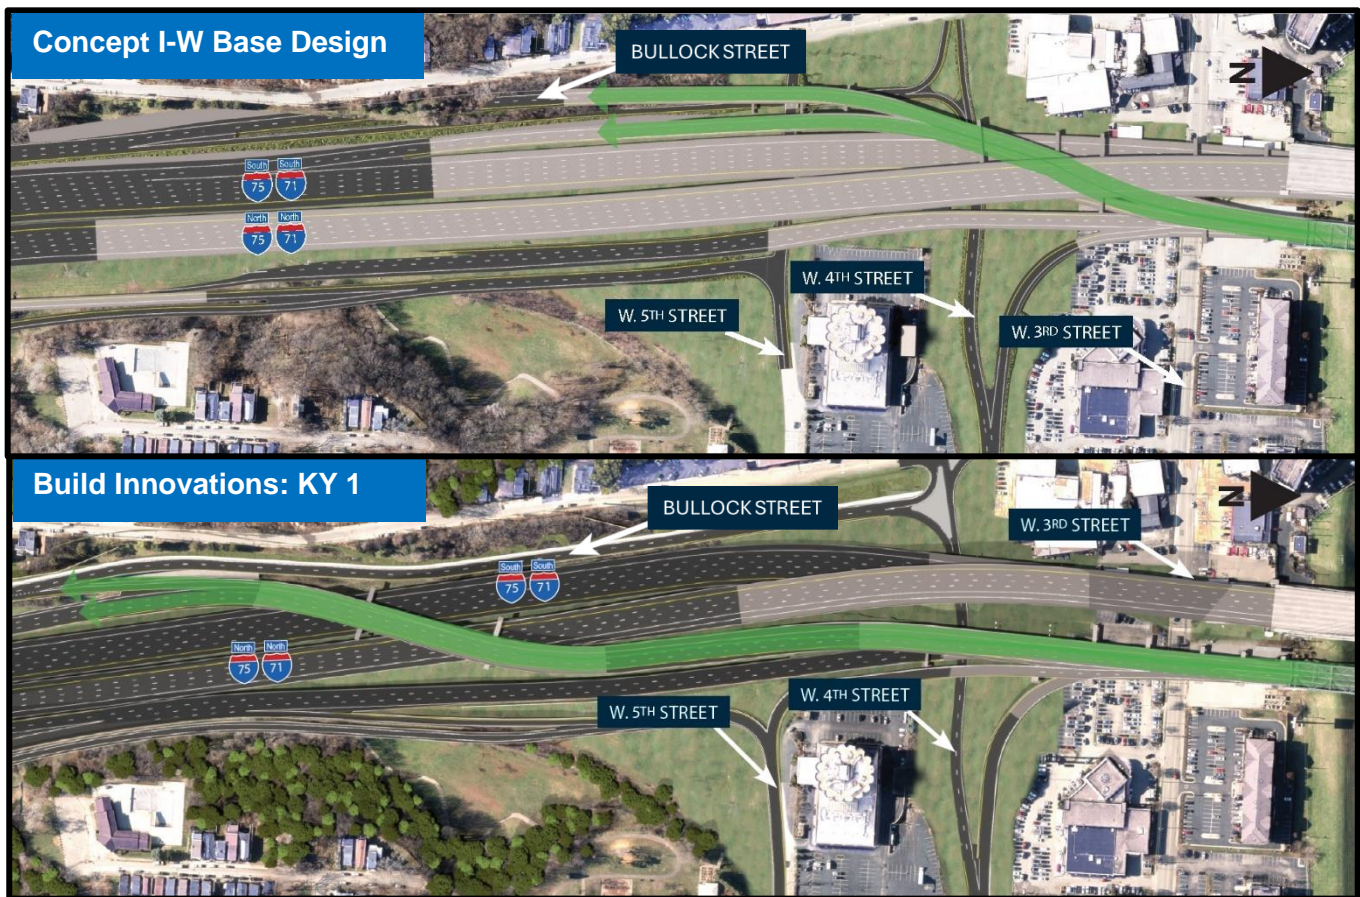 Concept I-W Base Design
BULLOCK STREET
N
South South
75 71
North North
75 71
W. 5TH STREET
W. 4TH STREET
W. 3RD STREET
Build Innovations: KY 1
BULLOCK STREET
N
W. 3RD STREET
South South
75 71
North North
75 71
W. 5TH STREET
W. 4TH STREET